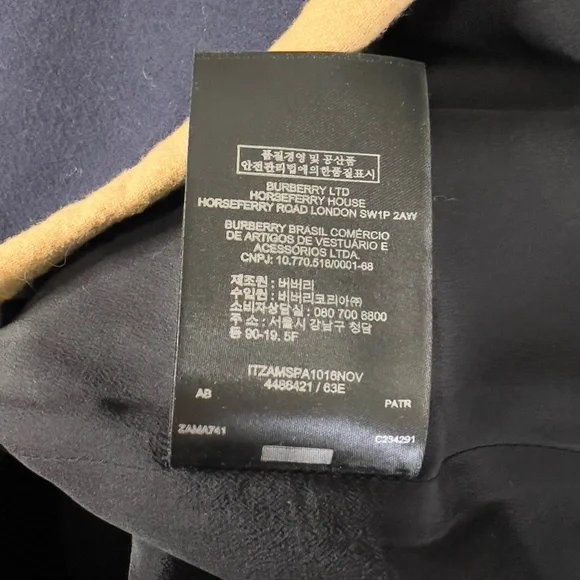 품질경영 및 공산품
안전관리법에의한품질표시
BURBERRY LTD
HORSEFERRY HOUSE
HORSEFERRY ROAD LONDON SW1P 2AW
BURBERRY BRASIL COMÉRCIO
DE ARTIGOS DE VESTUÁRIO E
ACESSÓRIOS LTDA.
CNPJ: 10.770.518/0001-68
제조원 : 버버리
수입원 : 버버리코리아㈜
소비자상담실 : 080 700 8800
주 소 : 서울시 강남구 청담
동 90-19. 5F
ITZAMSPA1016NOV
4486421 / 63E
AB
PATR
ZAMA741
C234291